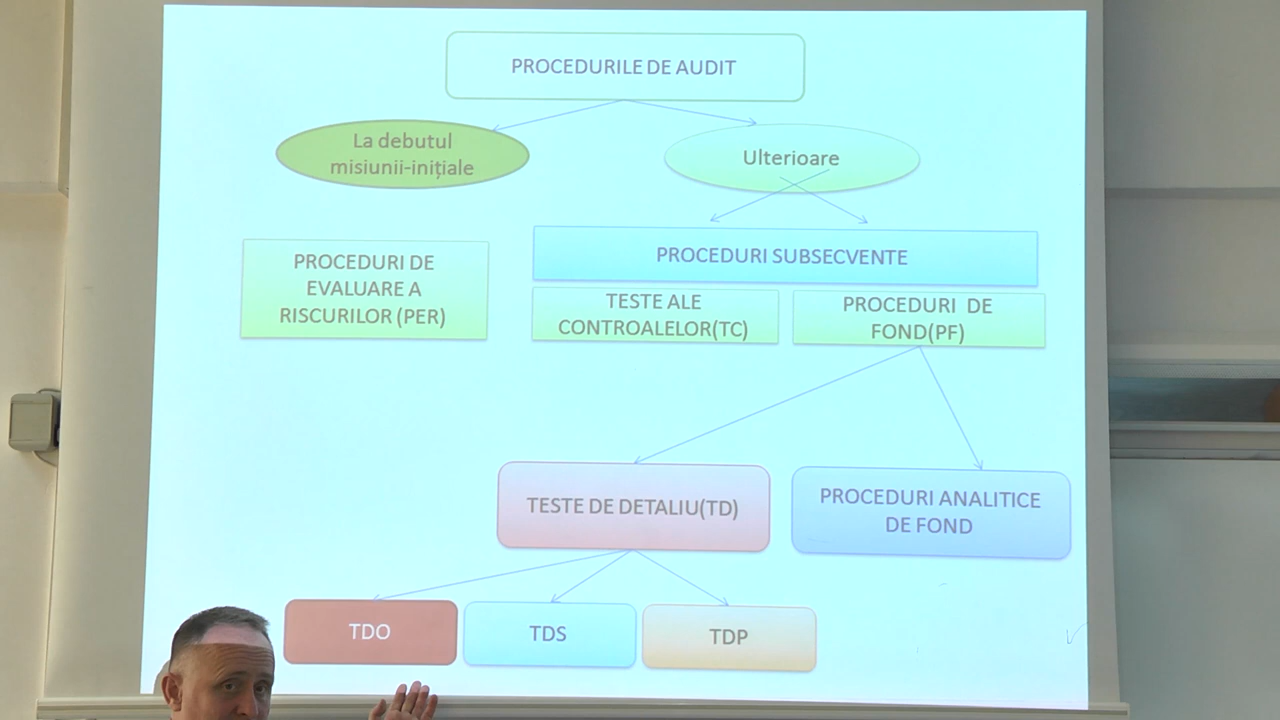 PROCEDURILE DE AUDIT
La debutul
misiunii-inițiale
Ulterioare
PROCEDURI DE
EVALUARE A
RISCURILOR (PER)
PROCEDURI SUBSECVENTE
TESTE ALE
CONTROALELOR(TC)
PROCEDURI DE
FOND(PF)
TESTE DE DETALIU(TD)
PROCEDURI ANALITICE
DE FOND
TDO
TDS
TDP